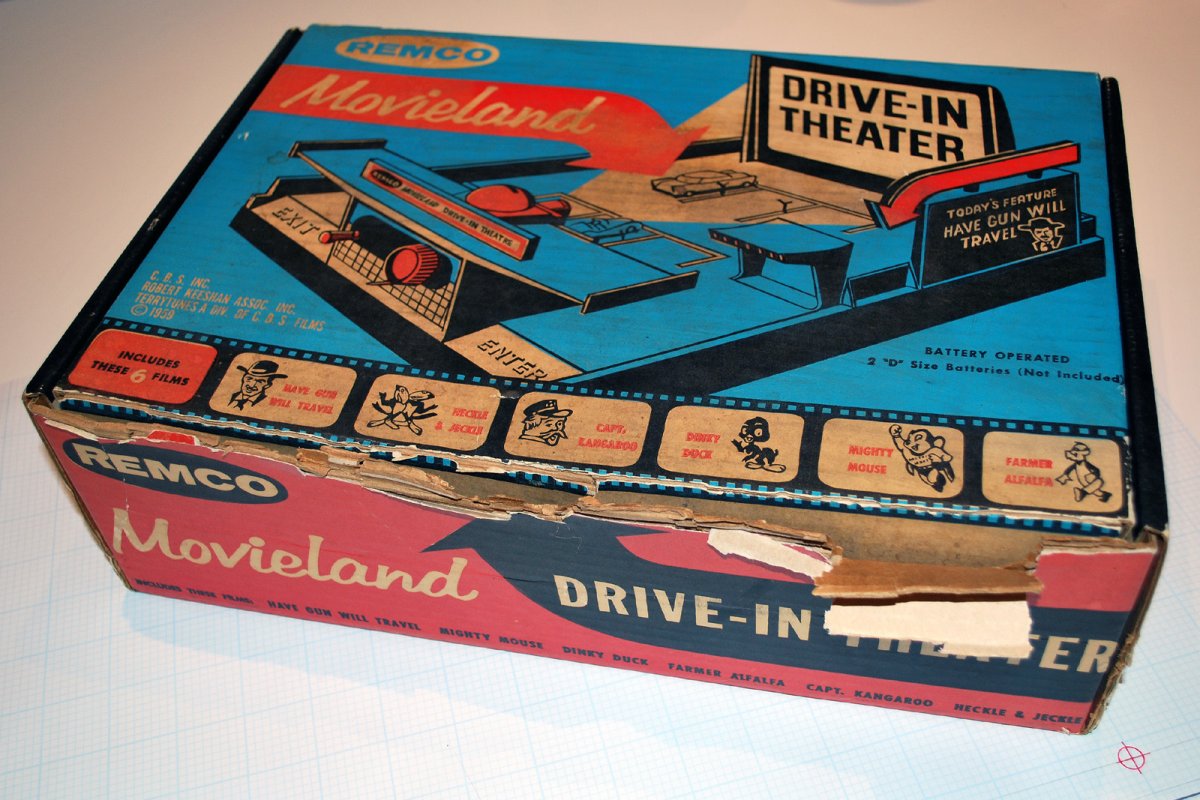 REMCO
Movieland
DRIVE-IN
THEATER
REMCO MOVIELAND DRIVE-IN THEATRE
TODAY'S FEATURE
HAVE GUN WILL
TRAVEL
EXIT
ENTER
C.B.S. INC.
ROBERT KEESHAN ASSOC. INC.
TERRYTUNES A DIV. OF C.B.S. FILMS
©1959
BATTERY OPERATED
2 "D" Size Batteries (Not Included)
INCLUDES
THESE 6 FILMS
HAVE GUN
WILL TRAVEL
HECKLE
& JECKLE
CAPT.
KANGAROO
DINKY
DUCK
MIGHTY
MOUSE
FARMER
ALFALFA
REMCO
Movieland
DRIVE-IN THEATER
INCLUDES THESE FILMS: HAVE GUN WILL TRAVEL MIGHTY MOUSE DINKY DUCK FARMER ALFALFA CAPT. KANGAROO HECKLE & JECKLE